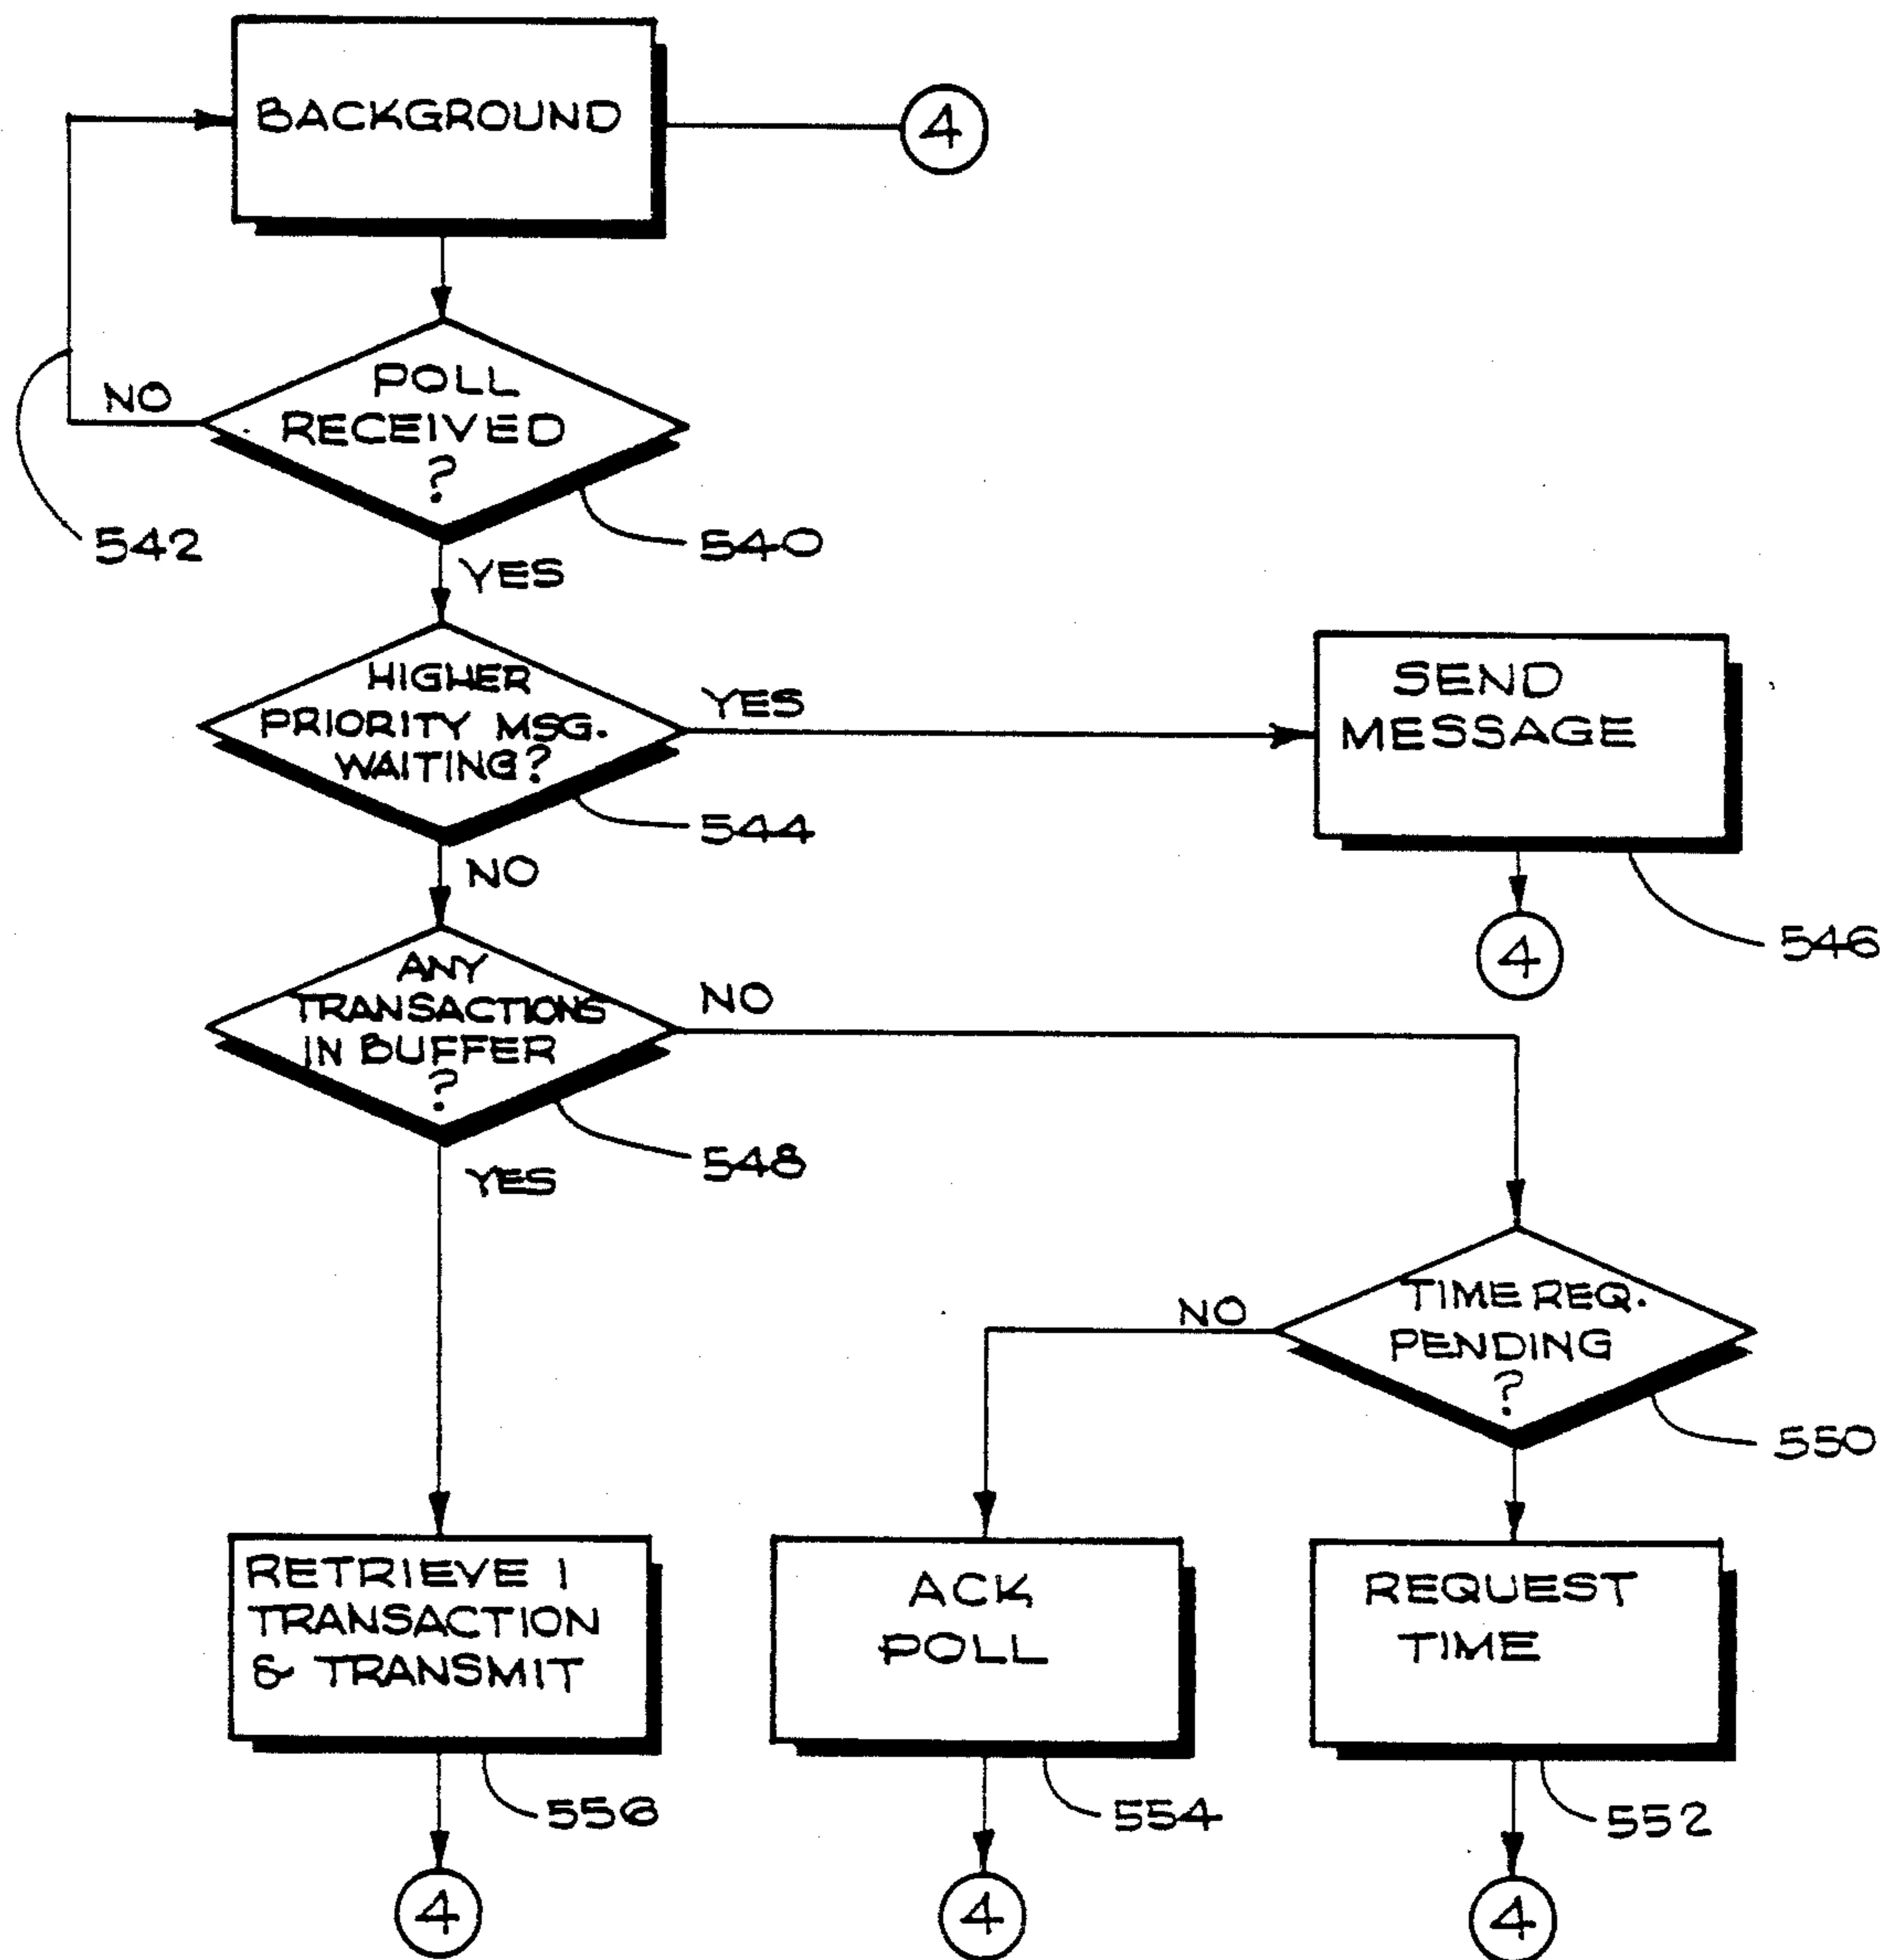 BACKGROUND
4
POLL
RECEIVED
?
NO
542
540
YES
HIGHER
PRIORITY MSG.
WAITING?
YES
SEND
MESSAGE
544
546
4
NO
ANY
TRANSACTIONS
IN BUFFER
?
NO
548
YES
TIME REQ.
PENDING
?
NO
550
RETRIEVE 1
TRANSACTION
& TRANSMIT
ACK
POLL
REQUEST
TIME
556
554
552
4
4
4